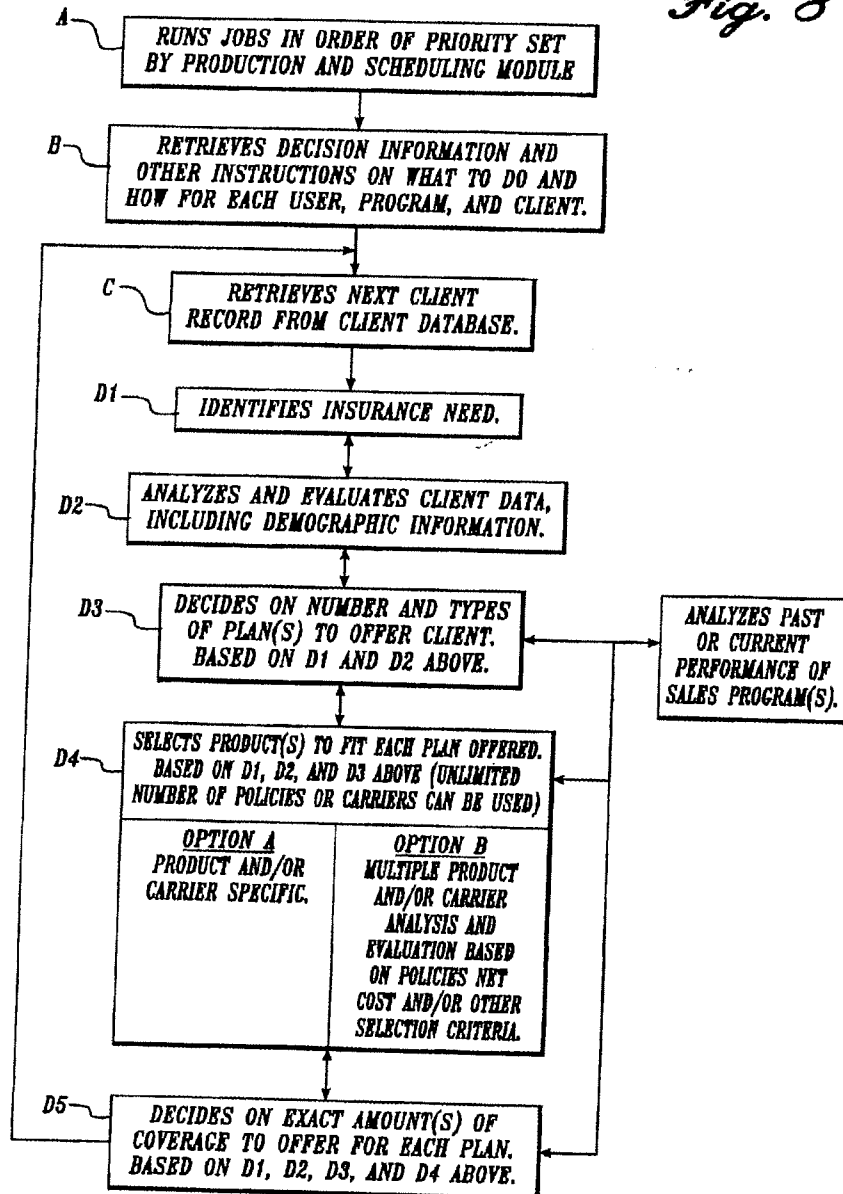 Fig. 8
A
RUNS JOBS IN ORDER OF PRIORITY SET
BY PRODUCTION AND SCHEDULING MODULE
B
RETRIEVES DECISION INFORMATION AND
OTHER INSTRUCTIONS ON WHAT TO DO AND
HOW FOR EACH USER, PROGRAM, AND CLIENT.
C
RETRIEVES NEXT CLIENT
RECORD FROM CLIENT DATABASE.
D1
IDENTIFIES INSURANCE NEED.
D2
ANALYZES AND EVALUATES CLIENT DATA,
INCLUDING DEMOGRAPHIC INFORMATION.
D3
DECIDES ON NUMBER AND TYPES
OF PLAN(S) TO OFFER CLIENT.
BASED ON D1 AND D2 ABOVE.
ANALYZES PAST
OR CURRENT
PERFORMANCE OF
SALES PROGRAM(S).
D4
SELECTS PRODUCT(S) TO FIT EACH PLAN OFFERED.
BASED ON D1, D2, AND D3 ABOVE (UNLIMITED
NUMBER OF POLICIES OR CARRIERS CAN BE USED)
OPTION A
PRODUCT AND/OR
CARRIER SPECIFIC.
OPTION B
MULTIPLE PRODUCT
AND/OR CARRIER
ANALYSIS AND
EVALUATION BASED
ON POLICIES NET
COST AND/OR OTHER
SELECTION CRITERIA.
D5
DECIDES ON EXACT AMOUNT(S) OF
COVERAGE TO OFFER FOR EACH PLAN.
BASED ON D1, D2, D3, AND D4 ABOVE.